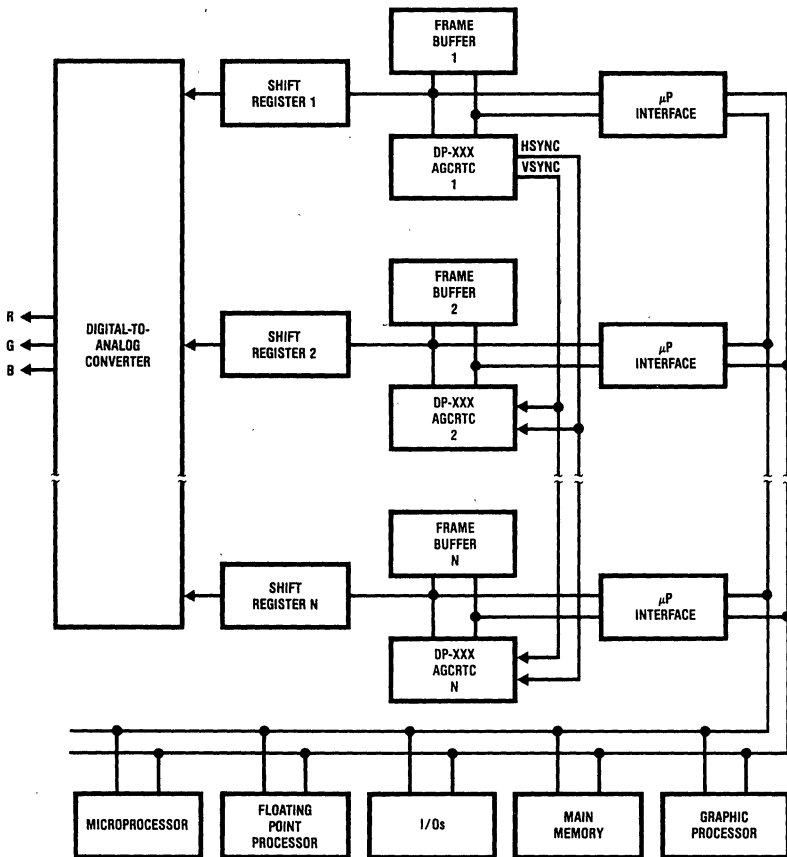 FRAME
BUFFER
1
SHIFT
REGISTER 1
µP
INTERFACE
DP-XXX
AGCRTC
1
HSYNC
VSYNC
FRAME
BUFFER
2
R
G
B
DIGITAL-TO-
ANALOG
CONVERTER
SHIFT
REGISTER 2
µP
INTERFACE
DP-XXX
AGCRTC
2
FRAME
BUFFER
N
SHIFT
REGISTER N
µP
INTERFACE
DP-XXX
AGCRTC
N
MICROPROCESSOR
FLOATING
POINT
PROCESSOR
I/Os
MAIN
MEMORY
GRAPHIC
PROCESSOR